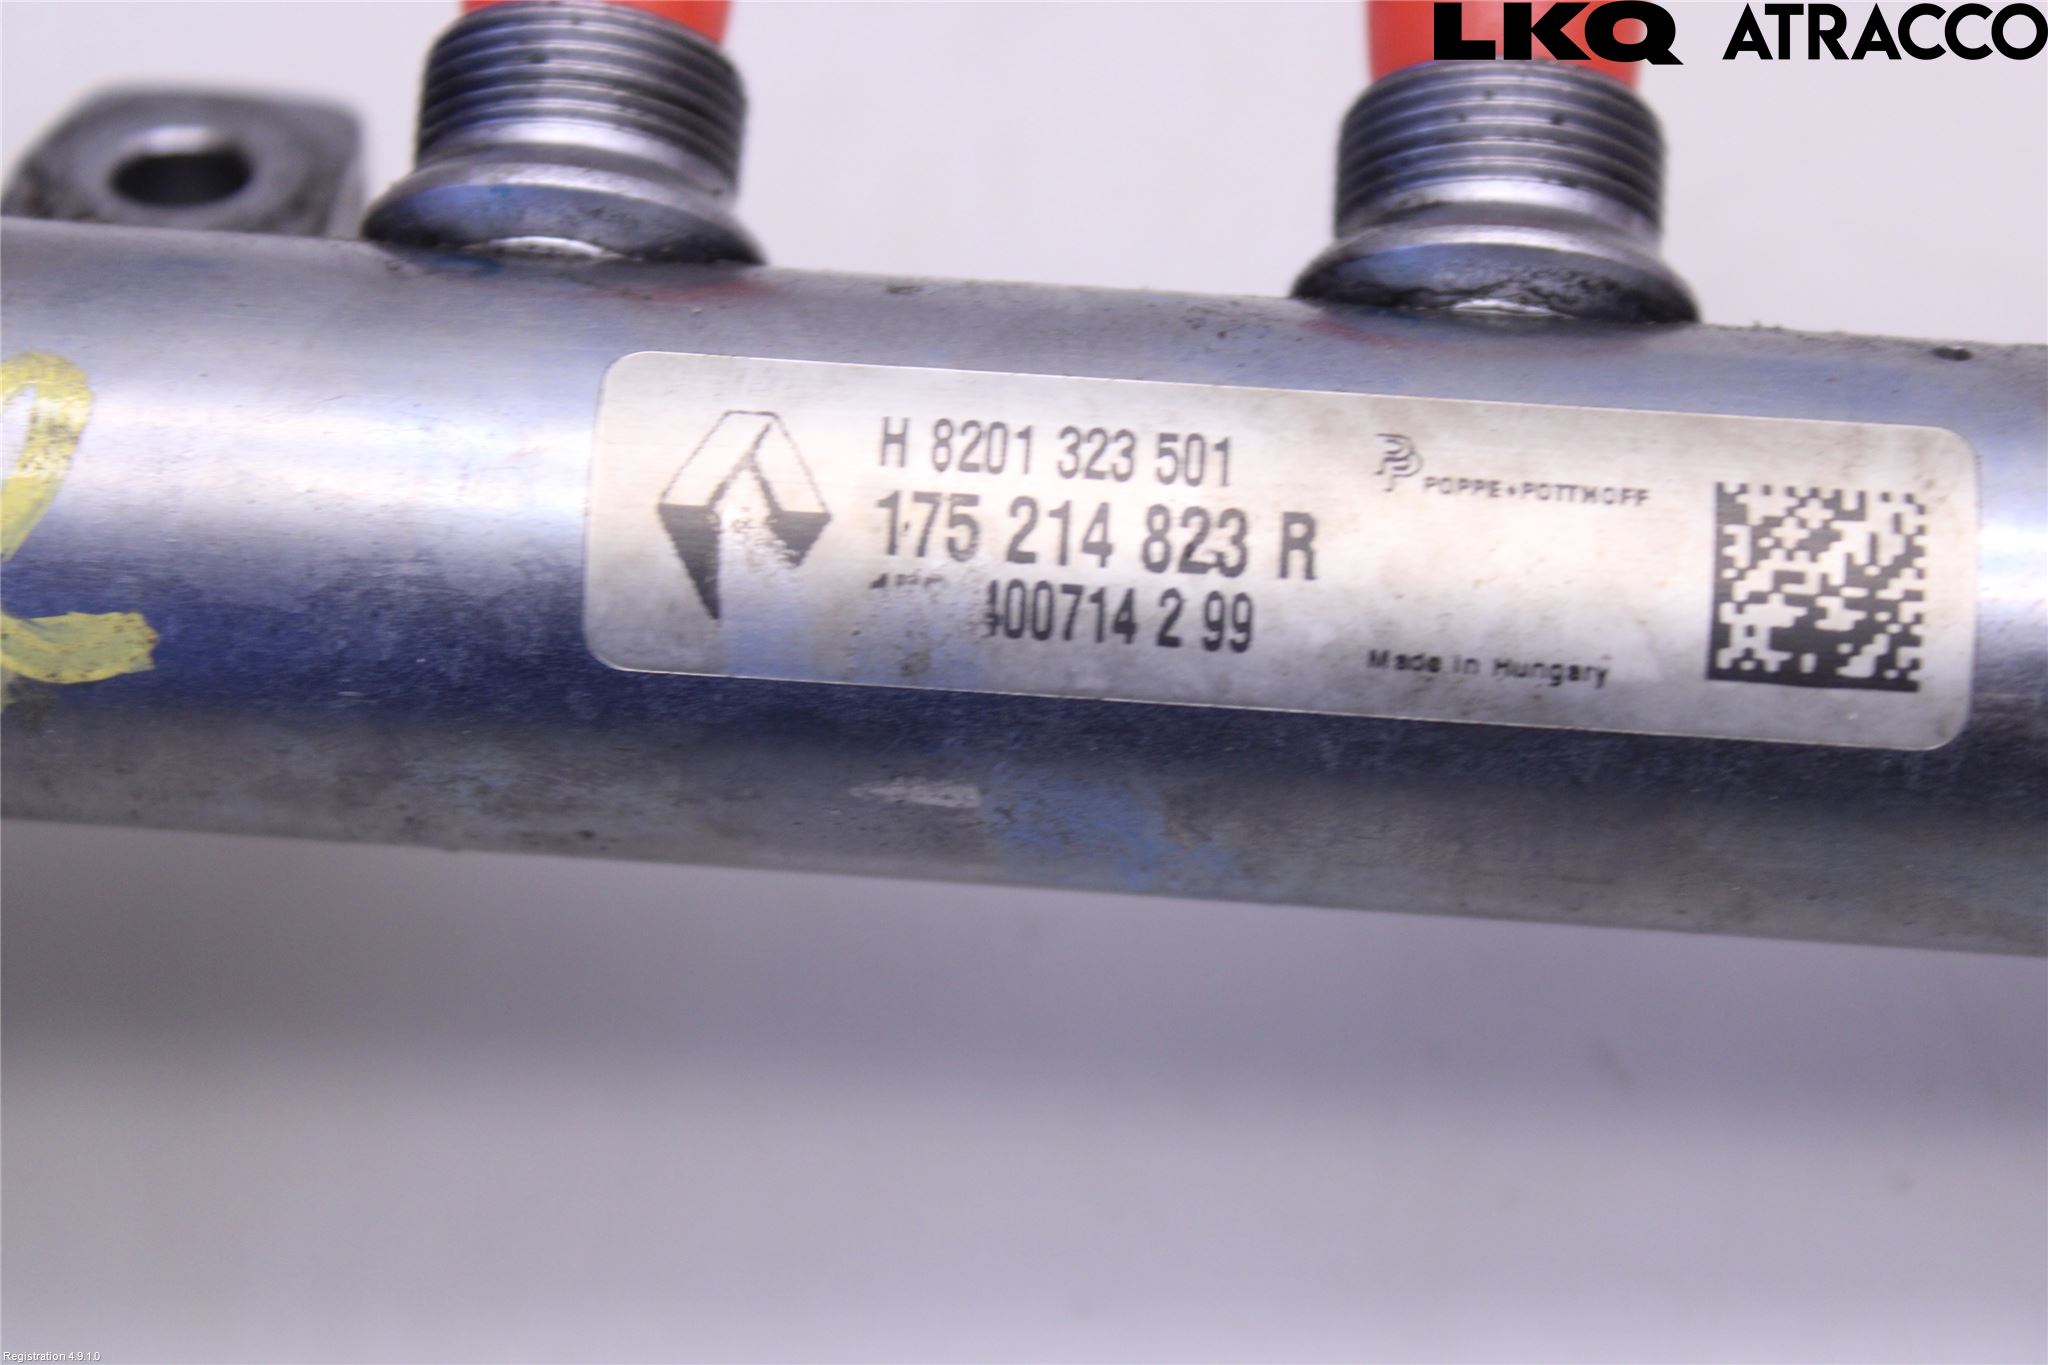 LKQ ATRACCO
H 8201 323 501
175 214 823 R
400714 2 99
POPPE+POTTHOFF
Made in Hungary
Registration 4.9.1.0